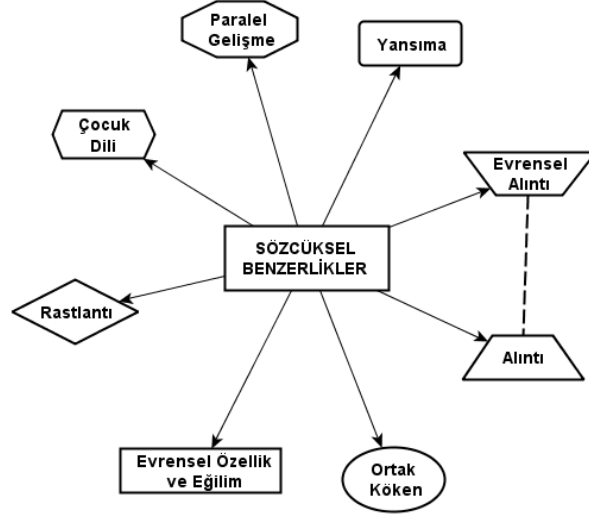 Paralel
Gelişme
Yansıma
Çocuk
Dili
Evrensel
Alıntı
SÖZCÜKSEL
BENZERLİKLER
Rastlantı
Alıntı
Evrensel Özellik
ve Eğilim
Ortak
Köken